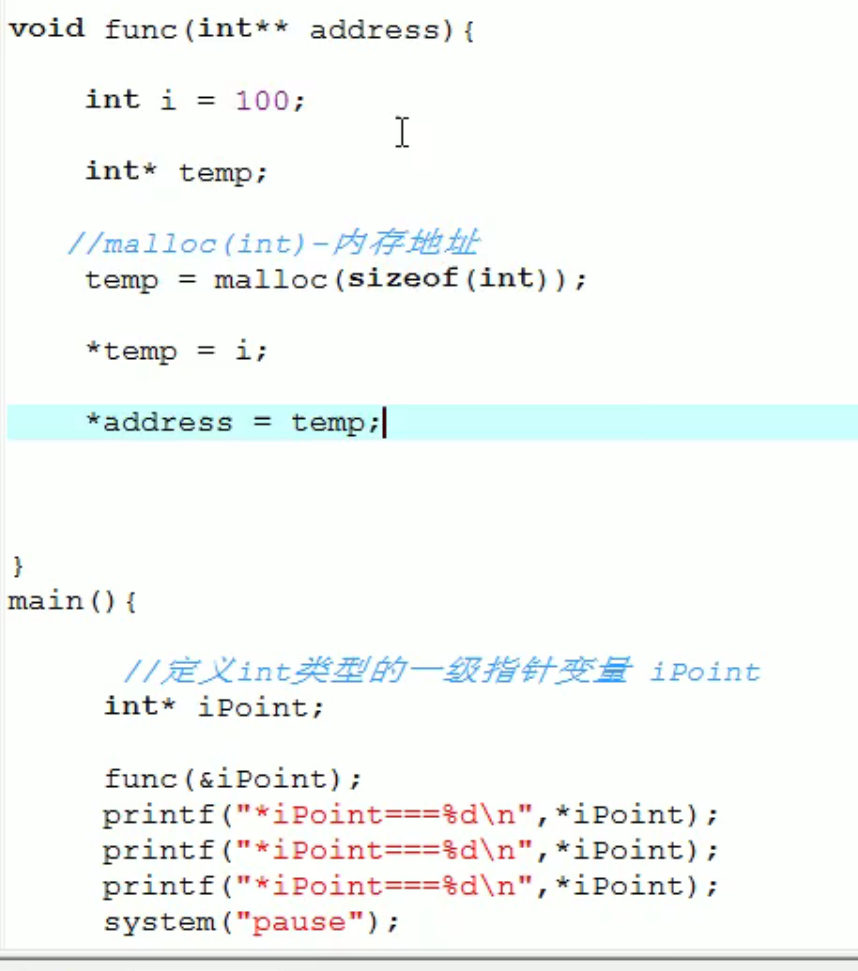 void func(int** address){
int i = 100;
int* temp;
//malloc(int)-内存地址
temp = malloc(sizeof(int));
*temp = i;
*address = temp;
}
main(){
//定义int类型的一级指针变量 iPoint
int* iPoint;
func(&iPoint);
printf("*iPoint===%d\n",*iPoint);
printf("*iPoint===%d\n",*iPoint);
printf("*iPoint===%d\n",*iPoint);
system("pause");